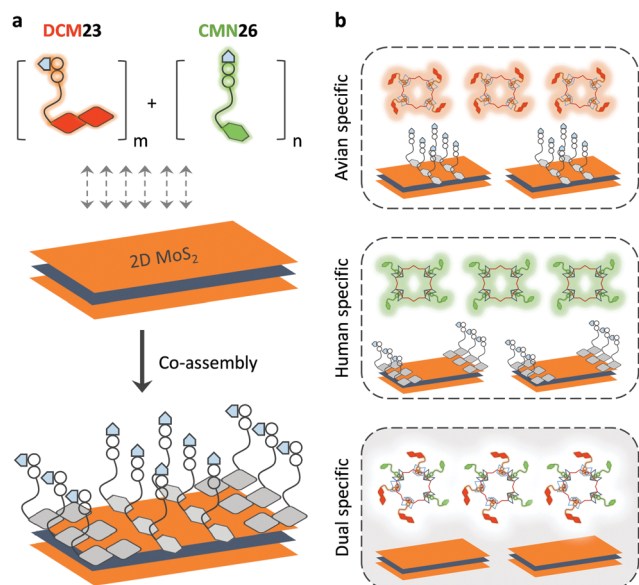 a
DCM23
CMN26
m
+
n
2D MoS₂
Co-assembly
b
Avian specific
Human specific
Dual specific